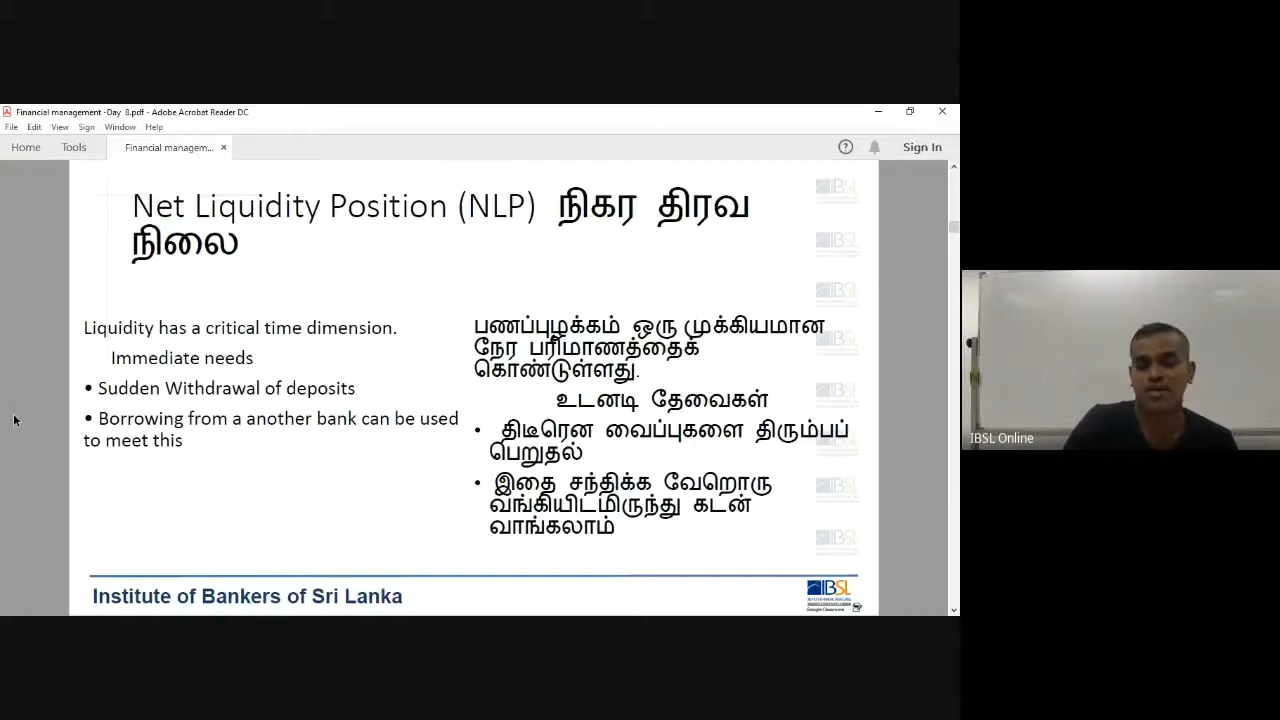 Financial management -Day 8.pdf - Adobe Acrobat Reader DC
File Edit View Sign Window Help
Home Tools Financial managem... × Sign In
Net Liquidity Position (NLP) நிகர திரவ
நிலை
Liquidity has a critical time dimension.
Immediate needs
• Sudden Withdrawal of deposits
• Borrowing from a another bank can be used
to meet this
பணப்புழக்கம் ஒரு முக்கியமான
நேர பரிமாணத்தைக்
கொண்டுள்ளது.
உடனடி தேவைகள்
• திடீரென வைப்புகளை திரும்பப்
பெறுதல்
• இதை சந்திக்க வேறொரு
வங்கியிடமிருந்து கடன்
வாங்கலாம்
Institute of Bankers of Sri Lanka
IBSL
Google Classroom
IBSL Online